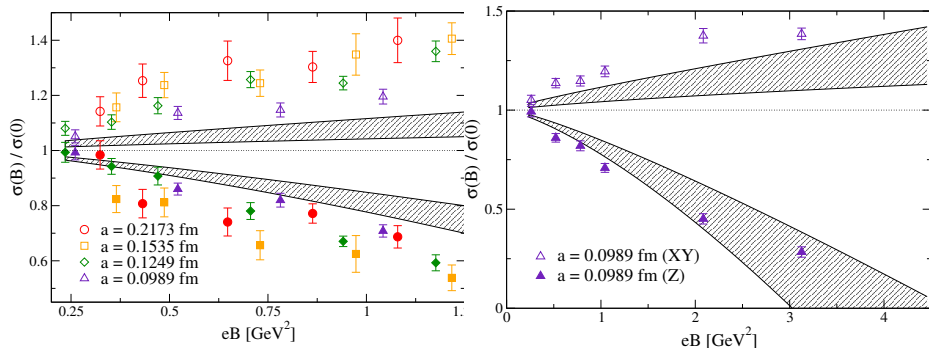 σ(B) / σ(0)
1.4
1.2
1
0.8
0.6
a = 0.2173 fm
a = 0.1535 fm
a = 0.1249 fm
a = 0.0989 fm
0.25
0.5
0.75
1
eB [GeV²]
σ(B) / σ(0)
1.5
1
0.5
0
a = 0.0989 fm (XY)
a = 0.0989 fm (Z)
0
1
2
3
4
eB [GeV²]